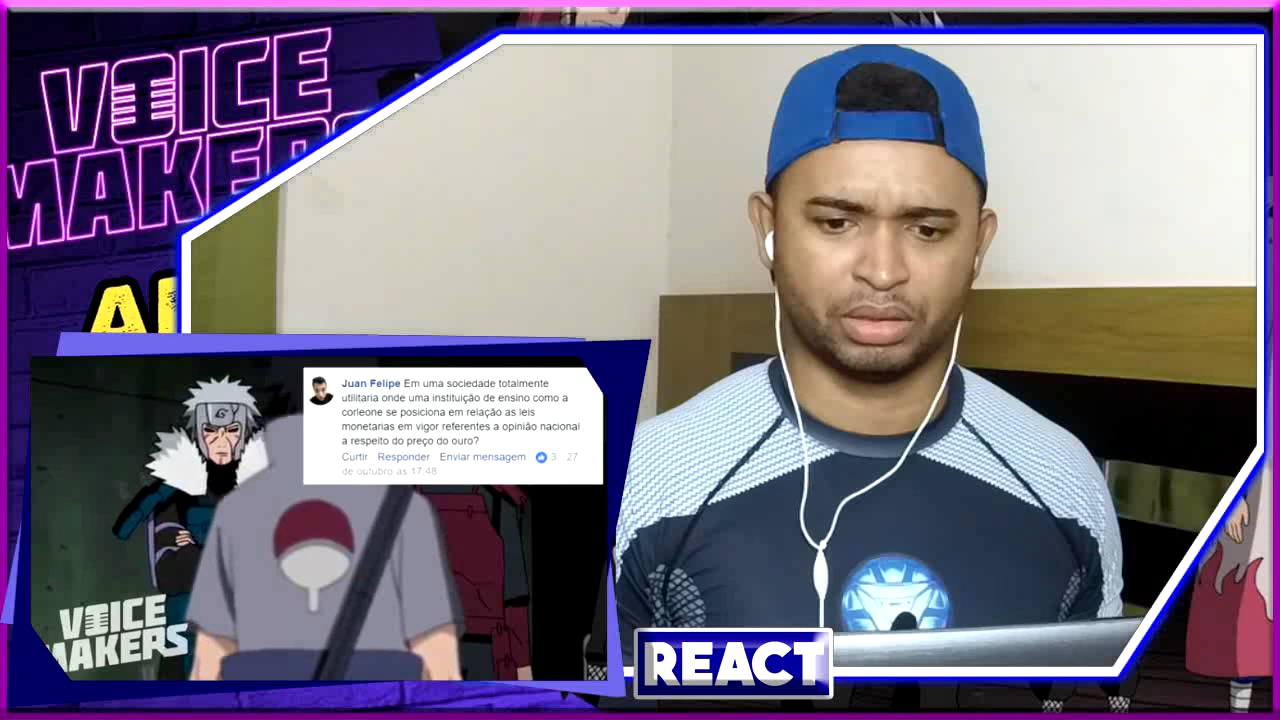 VOICE
MAKERS
Juan Felipe Em uma sociedade totalmente
utilitaria onde uma instituição de ensino como a
corleone se posiciona em relação as leis
monetarias em vigor referentes a opinião nacional
a respeito do preço do ouro?
Curtir Responder Enviar mensagem 3 27
de outubro às 17:48
VOICE
MAKERS
REACT